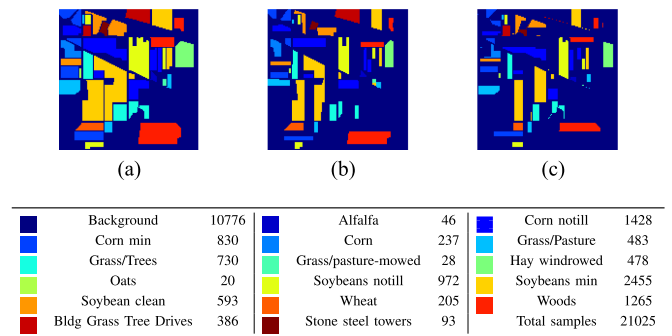 (a) (b) (c)
Background 10776 Alfalfa 46 Corn notill 1428
Corn min 830 Corn 237 Grass/Pasture 483
Grass/Trees 730 Grass/pasture-mowed 28 Hay windrowed 478
Oats 20 Soybeans notill 972 Soybeans min 2455
Soybean clean 593 Wheat 205 Woods 1265
Bldg Grass Tree Drives 386 Stone steel towers 93 Total samples 21025